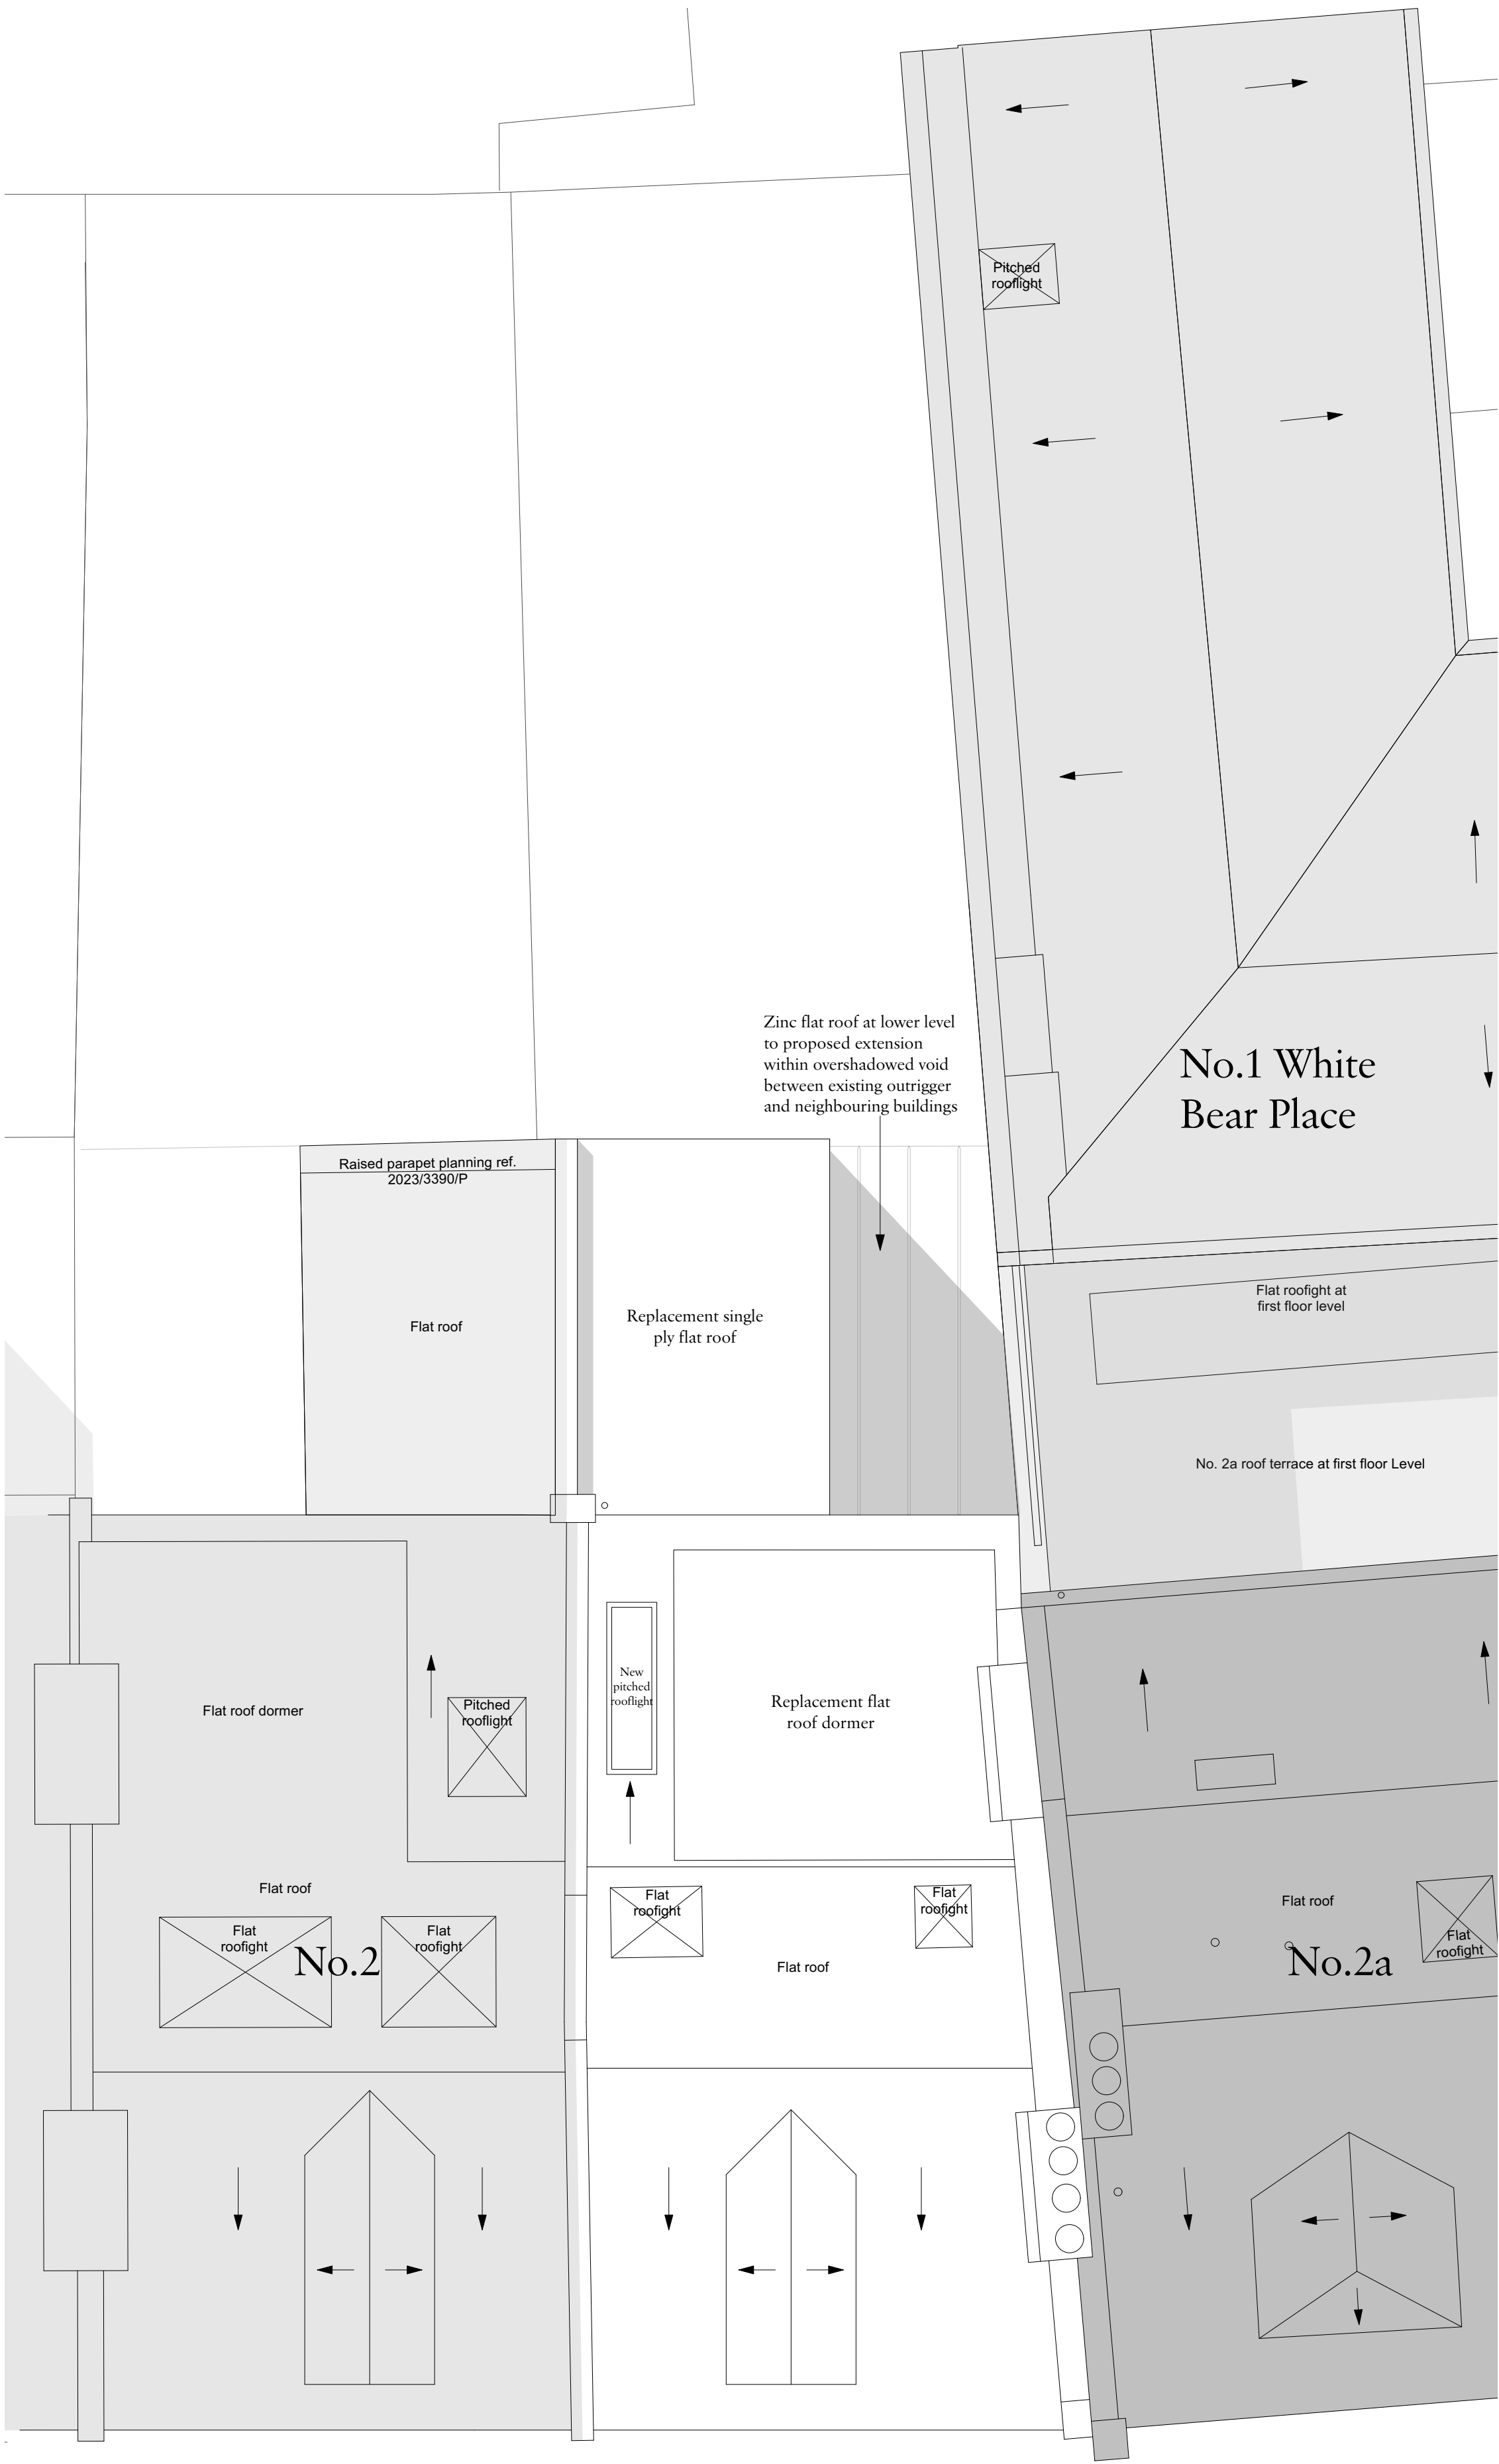 Pitched
rooflight
Zinc flat roof at lower level
to proposed extension
within overshadowed void
between existing outrigger
and neighbouring buildings
No.1 White
Bear Place
Raised parapet planning ref.
2023/3390/P
Flat roof
Replacement single
ply flat roof
Flat roofight at
first floor level
No. 2a roof terrace at first floor Level
Flat roof dormer
Pitched
rooflight
New
pitched
rooflight
Replacement flat
roof dormer
Flat roof
Flat
roofight
Flat
roofight
No.2
Flat
roofight
Flat
roofight
Flat roof
Flat roof
Flat
roofight
No.2a